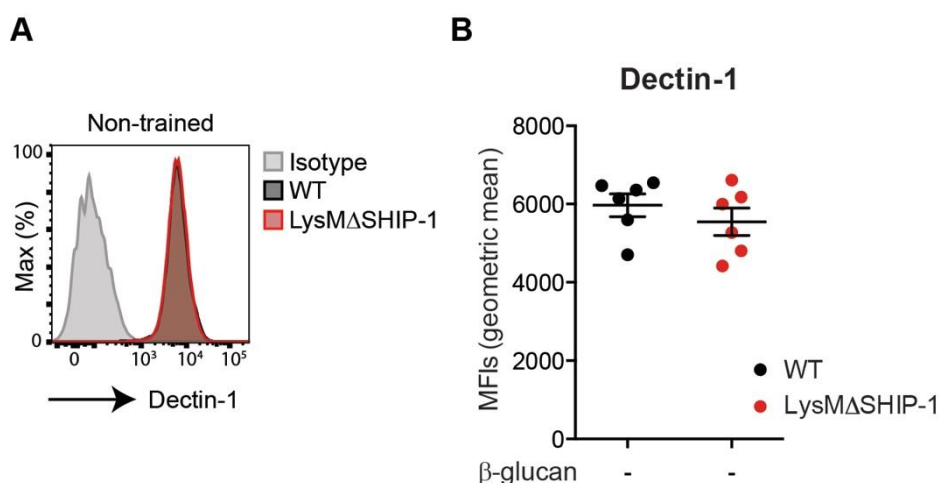 A
Non-trained
100
Max (%)
0
0 10³ 10⁴ 10⁵
Dectin-1
Isotype
WT
LysMΔSHIP-1
B
Dectin-1
MFIs (geometric mean)
8000
6000
4000
2000
0
WT
LysMΔSHIP-1
β-glucan - -